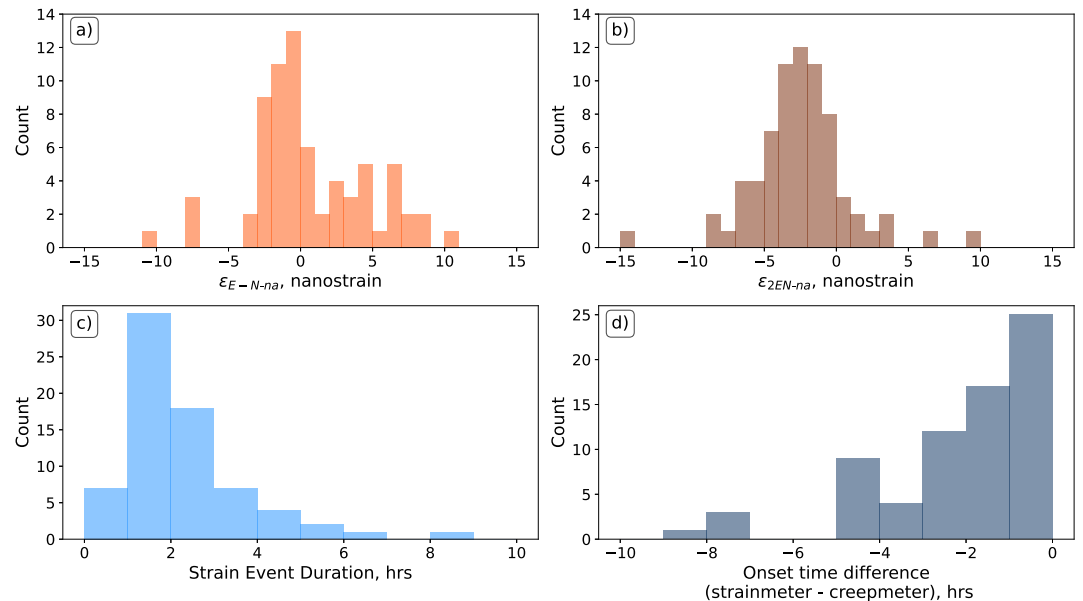 a)
Count
14
12
10
8
6
4
2
0
−15 −10 −5 0 5 10 15
εE−N-na, nanostrain
b)
Count
14
12
10
8
6
4
2
0
−15 −10 −5 0 5 10 15
ε2EN-na, nanostrain
c)
Count
30
25
20
15
10
5
0
0 2 4 6 8 10
Strain Event Duration, hrs
d)
Count
25
20
15
10
5
0
−10 −8 −6 −4 −2 0
Onset time difference
(strainmeter - creepmeter), hrs